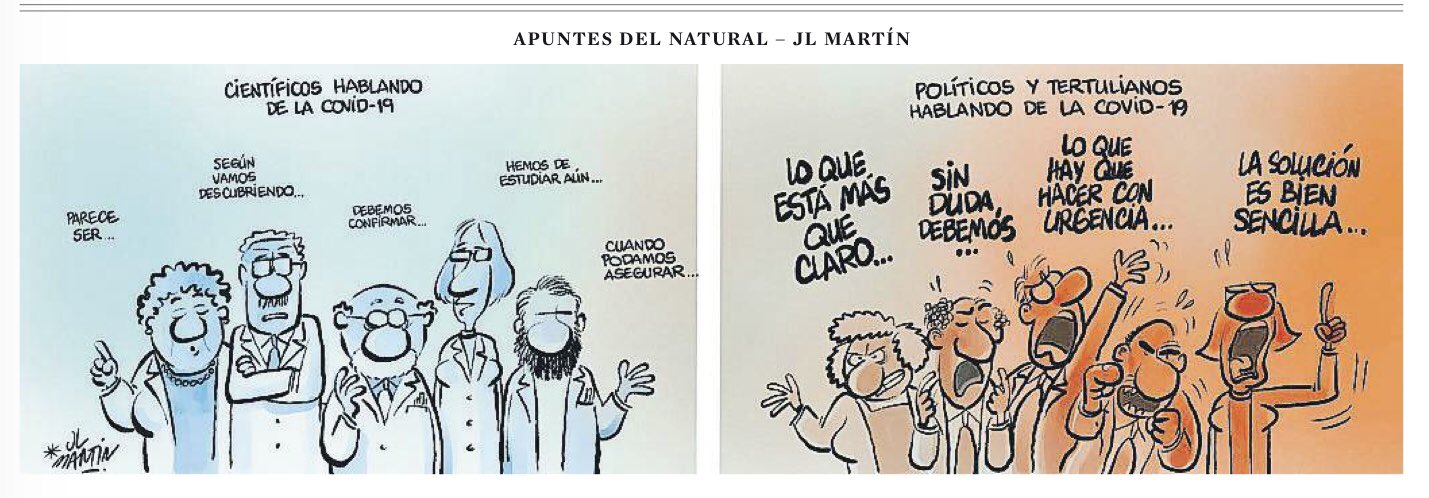 APUNTES DEL NATURAL – JL MARTÍN
CIENTÍFICOS HABLANDO
DE LA COVID-19
PARECE
SER...
SEGÚN
VAMOS
DESCUBRIENDO...
DEBEMOS
CONFIRMAR...
HEMOS DE
ESTUDIAR AÚN...
CUANDO
PODAMOS
ASEGURAR...
JL
MARTÍN
POLÍTICOS Y TERTULIANOS
HABLANDO DE LA COVID-19
LO QUE
ESTÁ MÁS
QUE
CLARO...
SIN
DUDA,
DEBEMOS
...
LO QUE
HAY QUE
HACER CON
URGENCIA...
LA SOLUCIÓN
ES BIEN
SENCILLA...